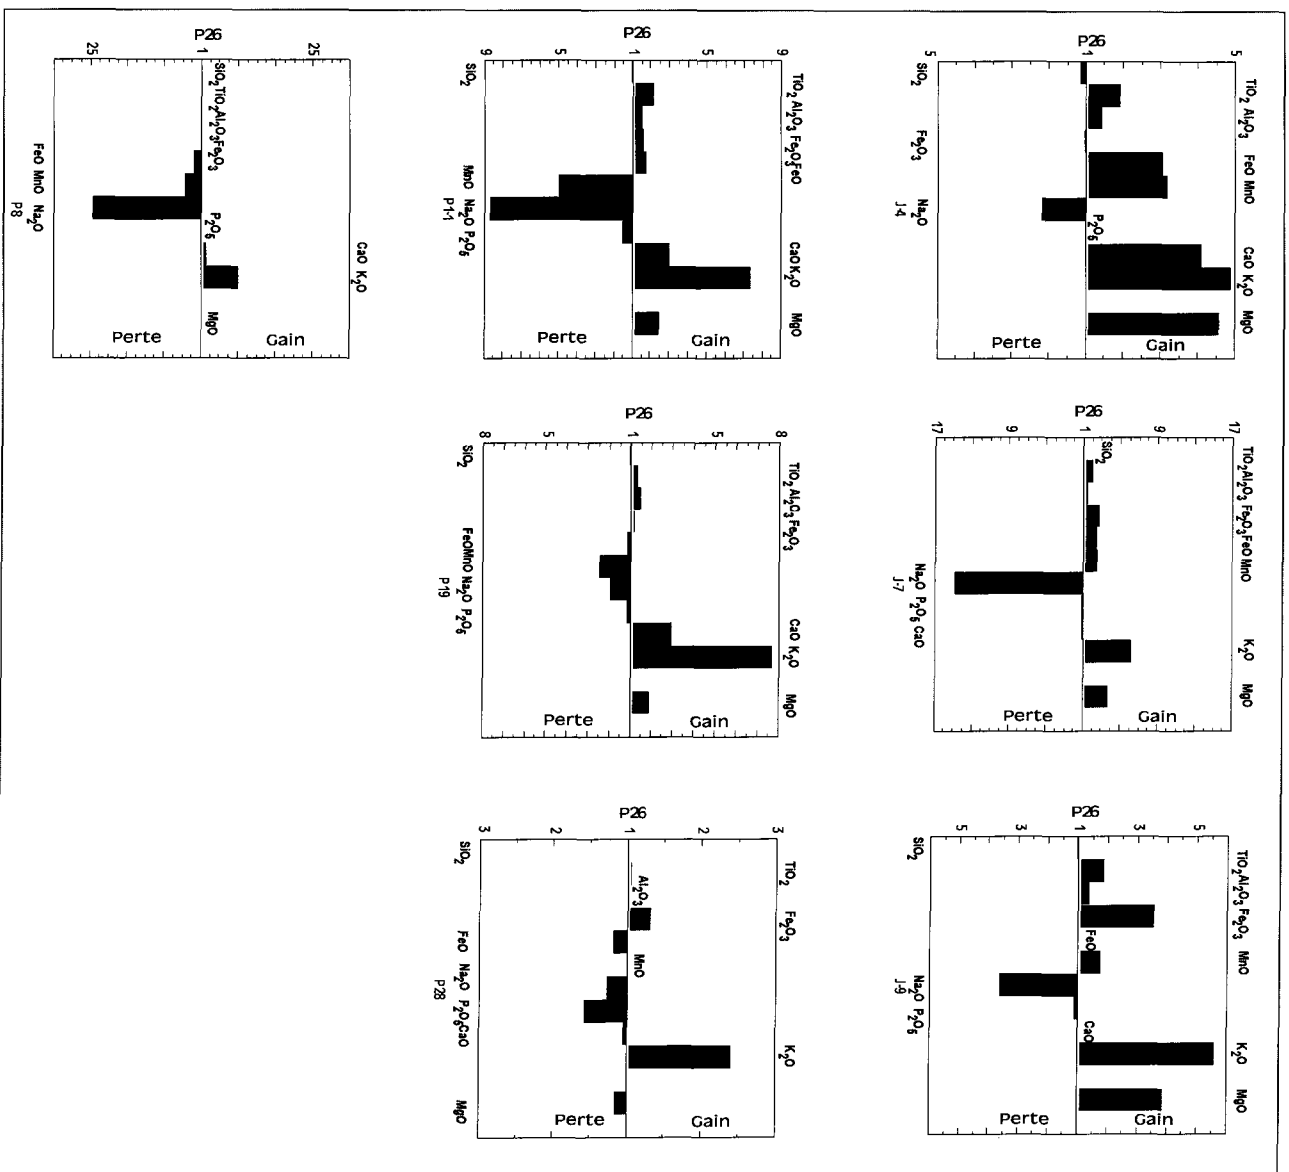 P26
25
1
25
SiO2 TiO2 Al2O3 Fe2O3
FeO MnO Na2O
P2O5
CaO K2O
MgO
P8
Perte
Gain
P26
9
5
1
5
9
SiO2
TiO2 Al2O3 Fe2O3 FeO
MnO Na2O P2O5
CaO K2O
MgO
P1-1
Perte
Gain
P26
5
1
5
SiO2
TiO2 Al2O3
Fe2O3
FeO MnO
Na2O
P2O5
CaO K2O
MgO
J-4
Perte
Gain
P26
8
5
1
5
8
SiO2
TiO2 Al2O3 Fe2O3
FeO MnO Na2O P2O5
CaO K2O
MgO
P19
Perte
Gain
P26
17
9
1
9
17
SiO2
TiO2 Al2O3 Fe2O3 FeO MnO
Na2O P2O5 CaO
K2O
MgO
J-7
Perte
Gain
P26
3
2
1
2
3
SiO2
TiO2
Al2O3
Fe2O3
FeO
MnO
Na2O P2O5 CaO
K2O
MgO
P28
Perte
Gain
P26
5
3
1
3
5
SiO2
TiO2 Al2O3 Fe2O3
FeO
MnO
Na2O P2O5
CaO
K2O
MgO
J-9
Perte
Gain